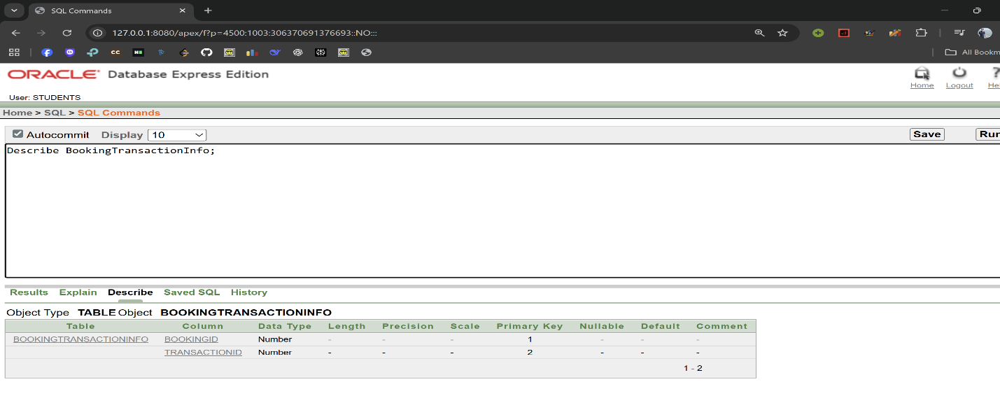 SQL Commands
127.0.0.1:8080/apex/f?p=4500:1003:306370691376693::NO:::
CC
All Bookm
ORACLE Database Express Edition
Home Logout Hel
User: STUDENTS
Home > SQL > SQL Commands
Autocommit Display 10 Save Run
Describe BookingTransactionInfo;
Results Explain Describe Saved SQL History
Object Type TABLE Object BOOKINGTRANSACTIONINFO
Table Column Data Type Length Precision Scale Primary Key Nullable Default Comment
BOOKINGTRANSACTIONINFO BOOKINGID Number - - - 1 - - -
TRANSACTIONID Number - - - 2 - - -
1 - 2